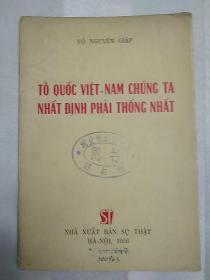 VÕ NGUYÊN GIÁP
TỔ QUỐC VIỆT-NAM CHÚNG TA
NHẤT ĐỊNH PHẢI THỐNG NHẤT
ST
NHÀ XUẤT BẢN SỰ THẬT
HÀ-NỘI, 1956